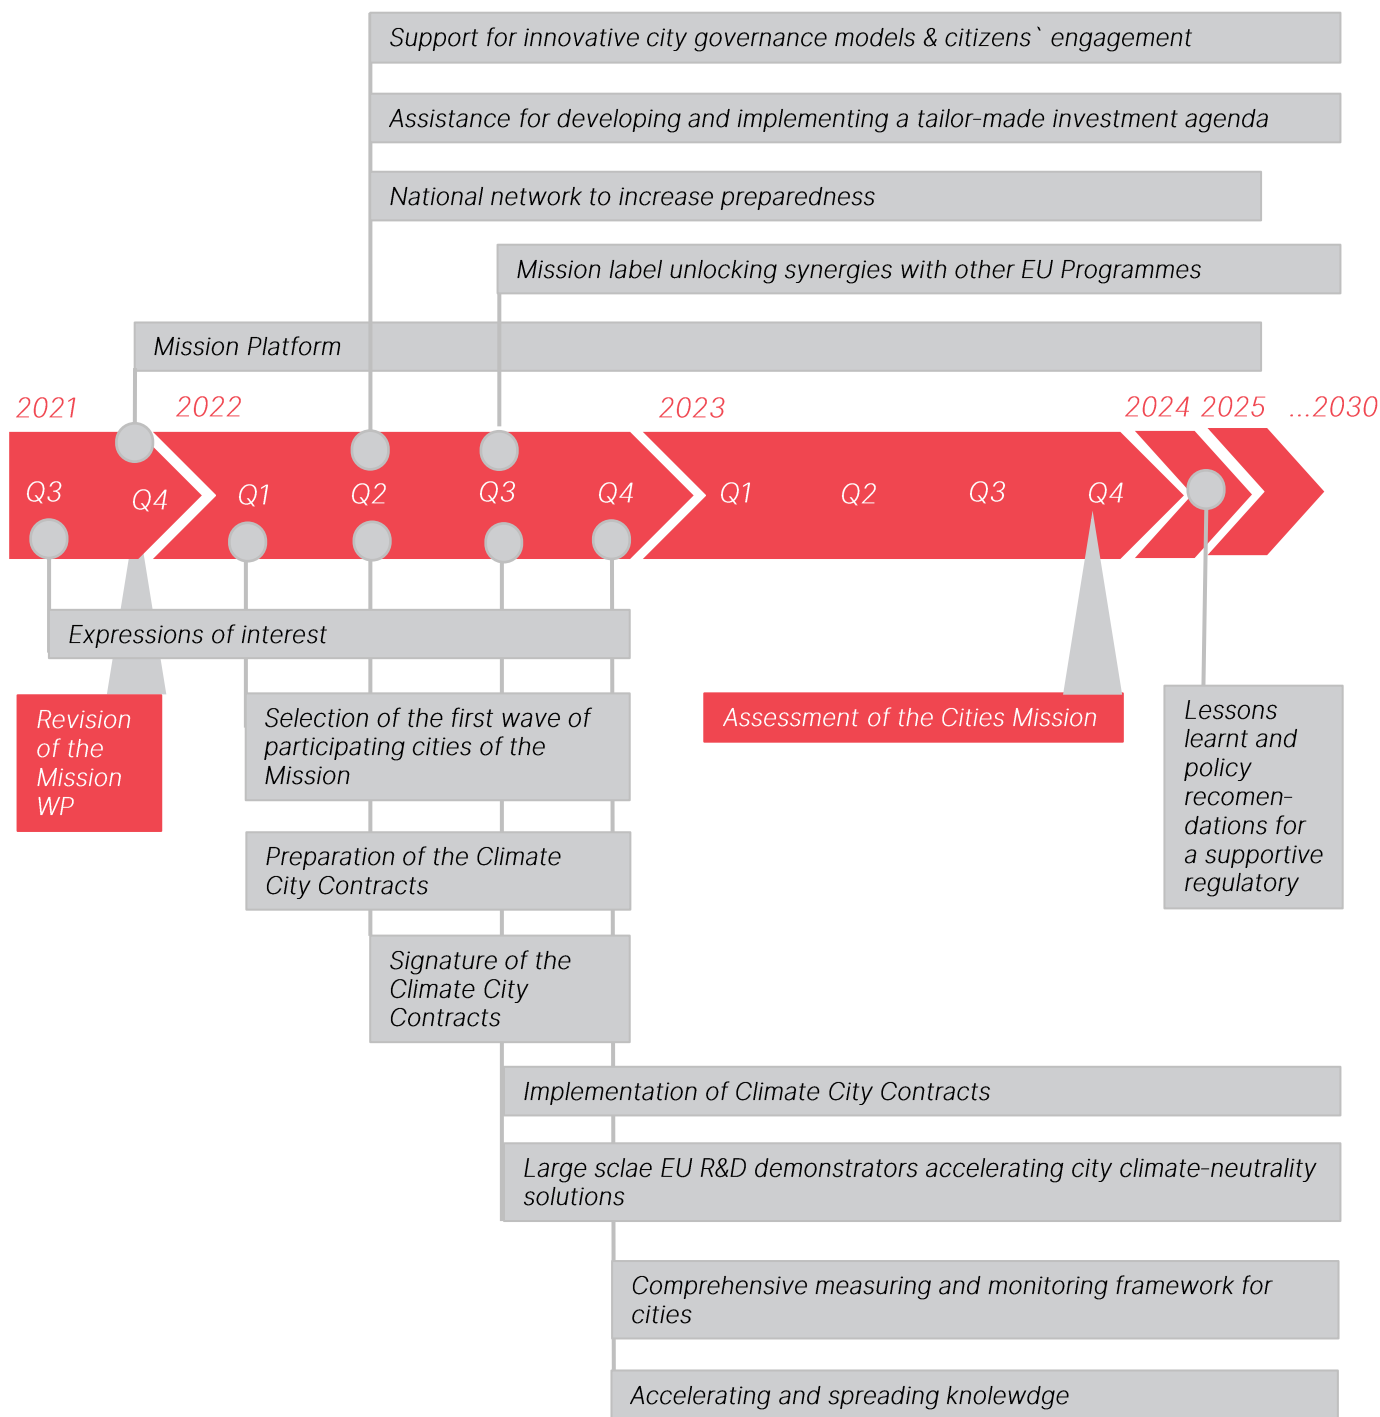 Support for innovative city governance models & citizens` engagement
Assistance for developing and implementing a tailor-made investment agenda
National network to increase preparedness
Mission label unlocking synergies with other EU Programmes
Mission Platform
2021 2022 2023 2024 2025 ...2030
Q3 Q4 Q1 Q2 Q3 Q4 Q1 Q2 Q3 Q4
Expressions of interest
Revision
of the
Mission
WP
Selection of the first wave of
participating cities of the
Mission
Assessment of the Cities Mission
Lessons
learnt and
policy
recomen-
dations for
a supportive
regulatory
Preparation of the Climate
City Contracts
Signature of the
Climate City
Contracts
Implementation of Climate City Contracts
Large sclae EU R&D demonstrators accelerating city climate-neutrality
solutions
Comprehensive measuring and monitoring framework for
cities
Accelerating and spreading knolewdge